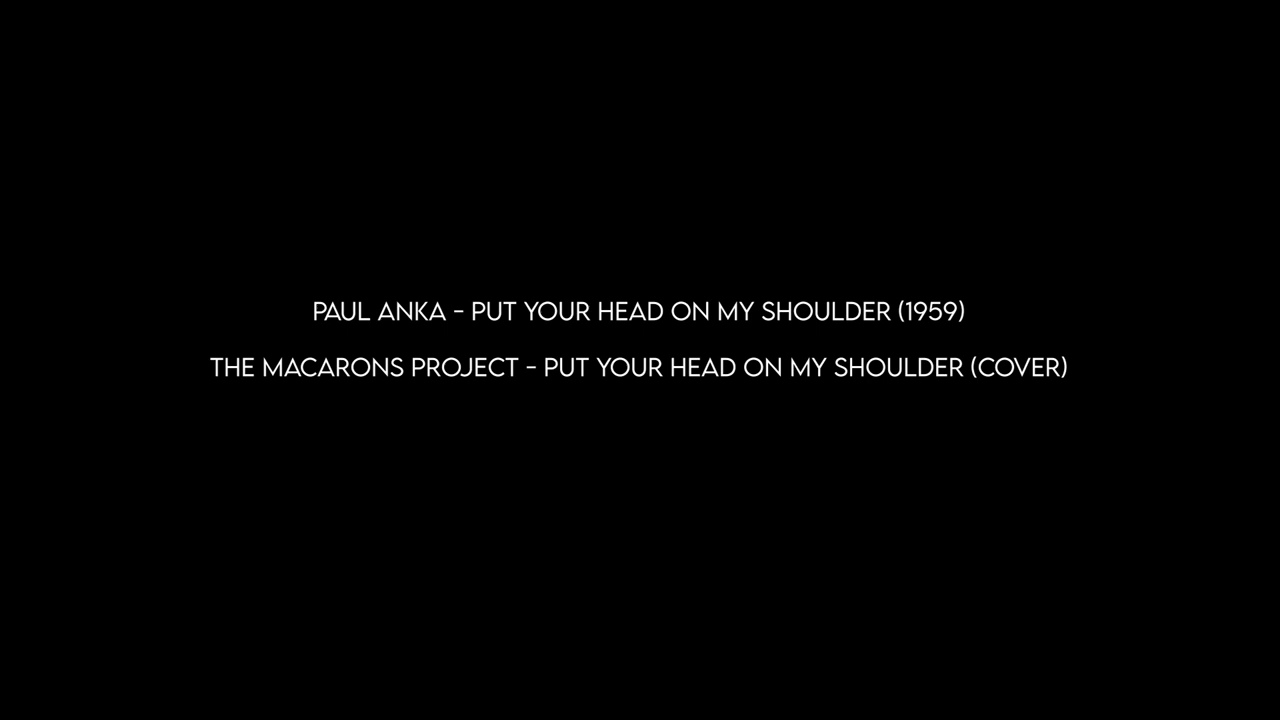 PAUL ANKA - PUT YOUR HEAD ON MY SHOULDER (1959)
THE MACARONS PROJECT - PUT YOUR HEAD ON MY SHOULDER (COVER)